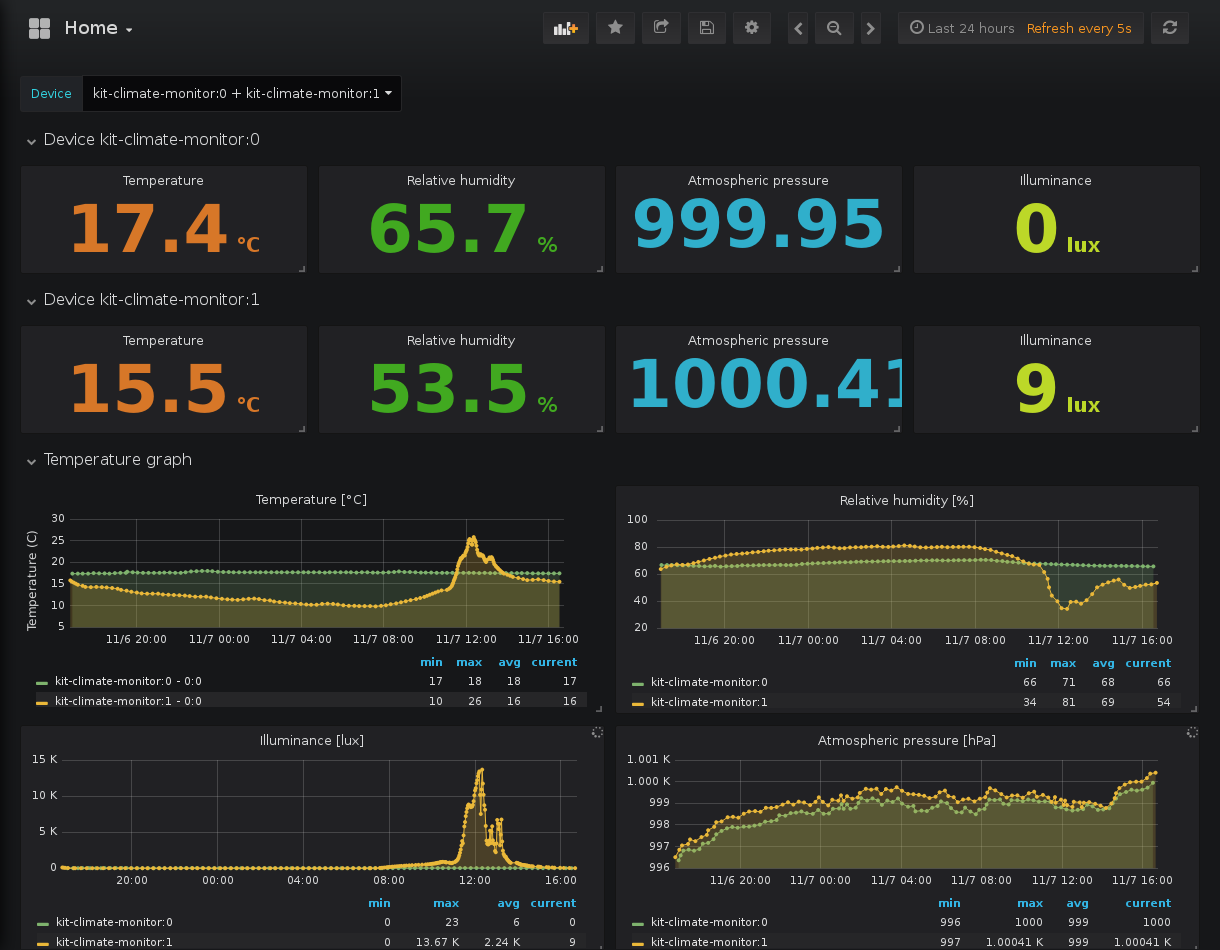 Home
Last 24 hours Refresh every 5s
Device kit-climate-monitor:0 + kit-climate-monitor:1
Device kit-climate-monitor:0
Temperature
17.4 °C
Relative humidity
65.7 %
Atmospheric pressure
999.95
Illuminance
0 lux
Device kit-climate-monitor:1
Temperature
15.5 °C
Relative humidity
53.5 %
Atmospheric pressure
1000.41
Illuminance
9 lux
Temperature graph
Temperature [°C]
Temperature (C)
30
25
20
15
10
5
11/6 20:00 11/7 00:00 11/7 04:00 11/7 08:00 11/7 12:00 11/7 16:00
min max avg current
kit-climate-monitor:0 - 0:0 17 18 18 17
kit-climate-monitor:1 - 0:0 10 26 16 16
Relative humidity [%]
100
80
60
40
20
11/6 20:00 11/7 00:00 11/7 04:00 11/7 08:00 11/7 12:00 11/7 16:00
min max avg current
kit-climate-monitor:0 66 71 68 66
kit-climate-monitor:1 34 81 69 54
Illuminance [lux]
15 K
10 K
5 K
0
20:00 00:00 04:00 08:00 12:00 16:00
min max avg current
kit-climate-monitor:0 0 23 6 0
kit-climate-monitor:1 0 13.67 K 2.24 K 9
Atmospheric pressure [hPa]
1.001 K
1.000 K
999
998
997
996
11/6 20:00 11/7 00:00 11/7 04:00 11/7 08:00 11/7 12:00 11/7 16:00
min max avg current
kit-climate-monitor:0 996 1000 999 1000
kit-climate-monitor:1 997 1.00041 K 999 1.00041 K